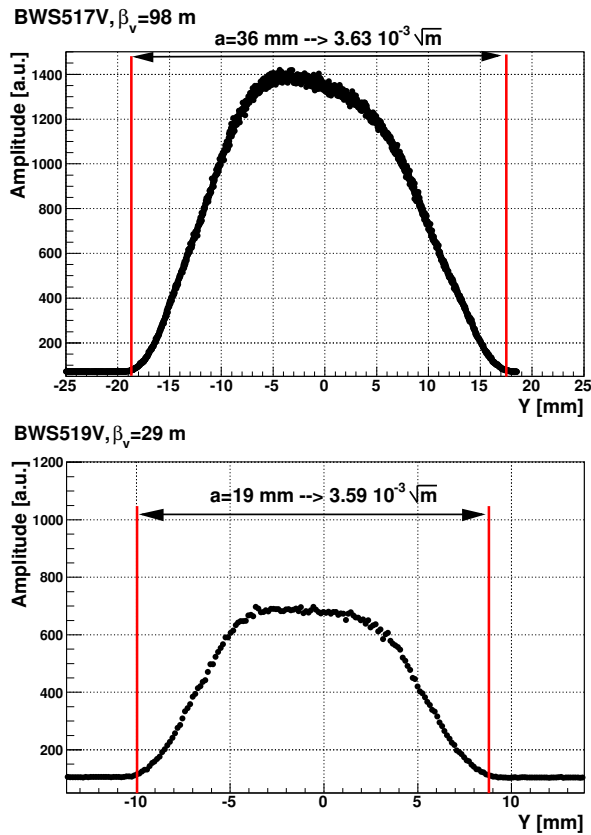 BWS517V, βv=98 m
a=36 mm --> 3.63 10⁻³√m
Amplitude [a.u.]
1400
1200
1000
800
600
400
200
-25 -20 -15 -10 -5 0 5 10 15 20 25
Y [mm]
BWS519V, βv=29 m
a=19 mm --> 3.59 10⁻³√m
Amplitude [a.u.]
1200
1000
800
600
400
200
-10 -5 0 5 10
Y [mm]